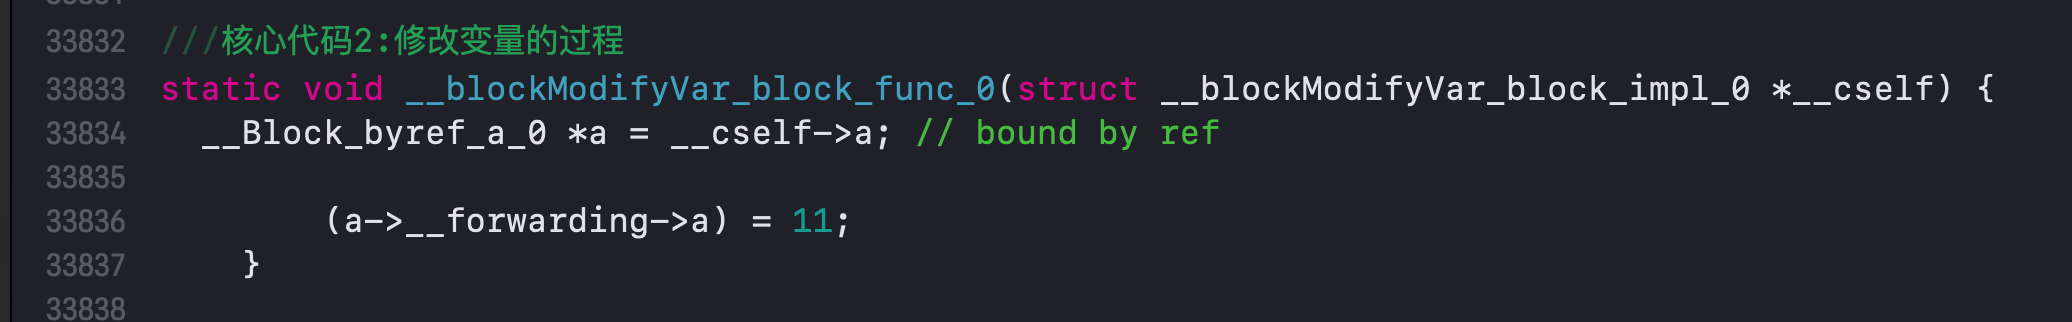 33832 ///核心代码2:修改变量的过程
33833 static void __blockModifyVar_block_func_0(struct __blockModifyVar_block_impl_0 *__cself) {
33834 __Block_byref_a_0 *a = __cself->a; // bound by ref
33835
33836 (a->__forwarding->a) = 11;
33837 }
33838